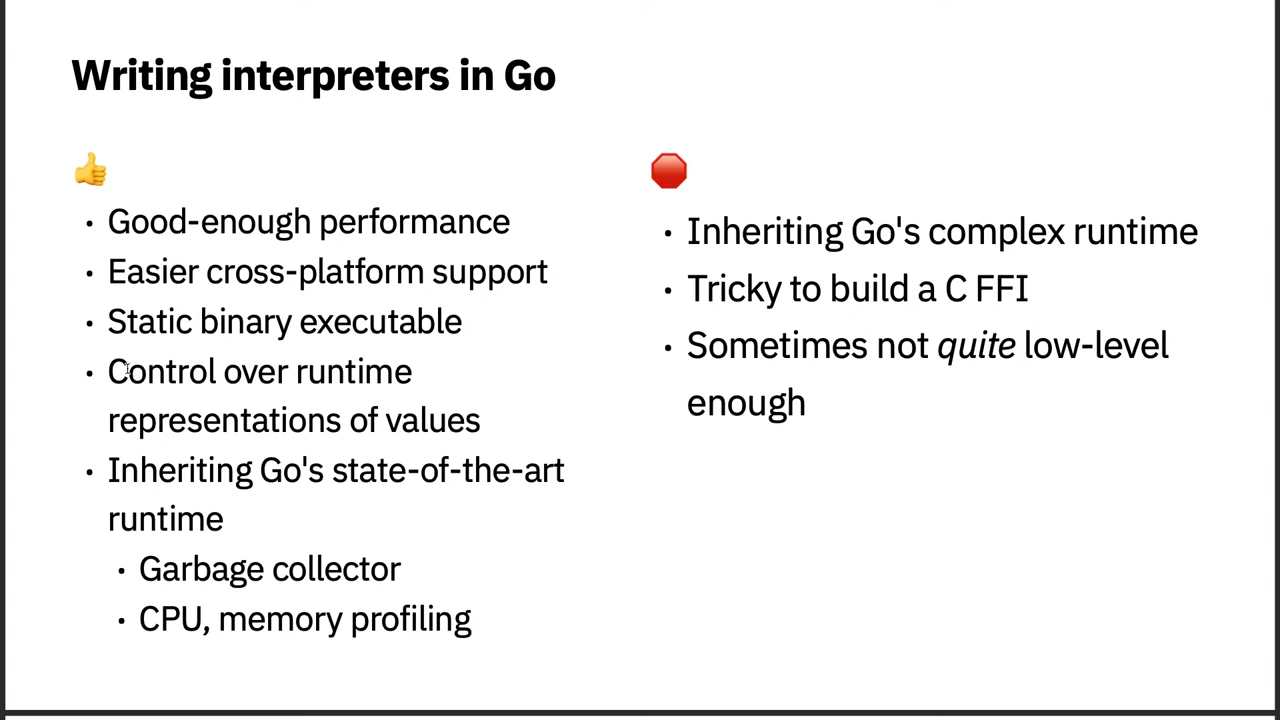 Writing interpreters in Go
👍
• Good-enough performance
• Easier cross-platform support
• Static binary executable
• Control over runtime
representations of values
• Inheriting Go's state-of-the-art
runtime
• Garbage collector
• CPU, memory profiling
🛑
• Inheriting Go's complex runtime
• Tricky to build a C FFI
• Sometimes not quite low-level
enough